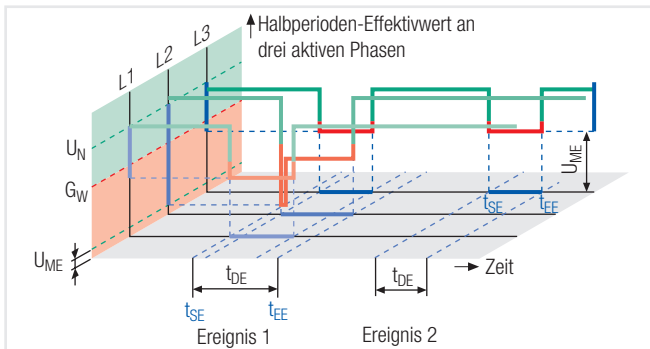 Halbperioden-Effektivwert an
drei aktiven Phasen
L1
L2
L3
U_N
G_W
U_ME
U_ME
t_SE
t_EE
t_DE
t_DE
Zeit
t_SE
t_EE
Ereignis 1
Ereignis 2